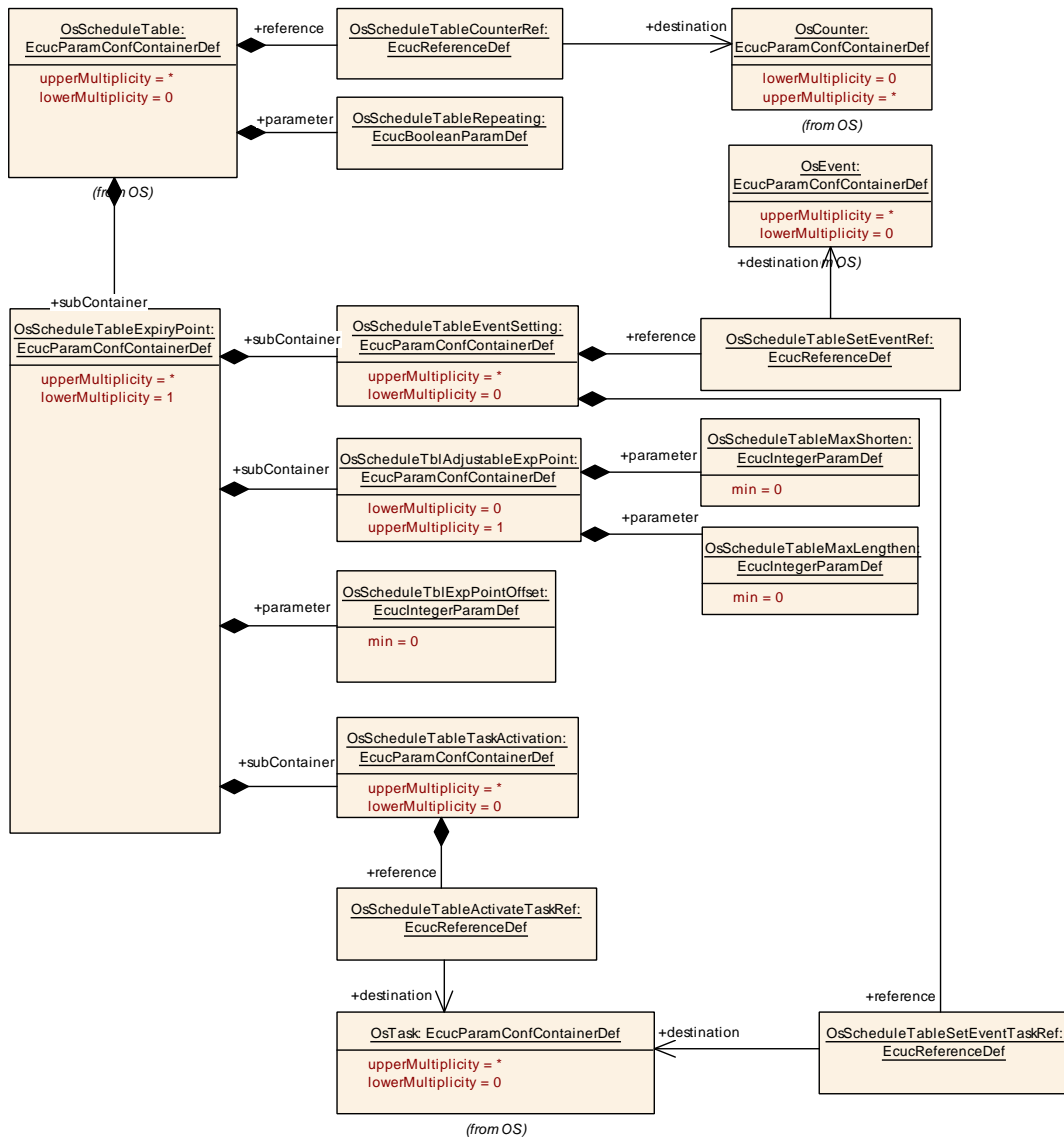 OsScheduleTable:
EcucParamConfContainerDef
upperMultiplicity = *
lowerMultiplicity = 0
(from OS)
+reference
OsScheduleTableCounterRef:
EcucReferenceDef
+destination
OsCounter:
EcucParamConfContainerDef
lowerMultiplicity = 0
upperMultiplicity = *
(from OS)
+parameter
OsScheduleTableRepeating:
EcucBooleanParamDef
OsEvent:
EcucParamConfContainerDef
upperMultiplicity = *
lowerMultiplicity = 0
+destination
mOS)
+subContainer
OsScheduleTableExpiryPoint:
EcucParamConfContainerDef
upperMultiplicity = *
lowerMultiplicity = 1
+subContainer
OsScheduleTableEventSetting:
EcucParamConfContainerDef
upperMultiplicity = *
lowerMultiplicity = 0
+reference
OsScheduleTableSetEventRef:
EcucReferenceDef
+subContainer
OsScheduleTblAdjustableExpPoint:
EcucParamConfContainerDef
lowerMultiplicity = 0
upperMultiplicity = 1
+parameter
OsScheduleTableMaxShorten:
EcucIntegerParamDef
min = 0
+parameter
OsScheduleTableMaxLengthen:
EcucIntegerParamDef
min = 0
+parameter
OsScheduleTblExpPointOffset:
EcucIntegerParamDef
min = 0
+subContainer
OsScheduleTableTaskActivation:
EcucParamConfContainerDef
upperMultiplicity = *
lowerMultiplicity = 0
+reference
OsScheduleTableActivateTaskRef:
EcucReferenceDef
+destination
OsTask: EcucParamConfContainerDef
upperMultiplicity = *
lowerMultiplicity = 0
(from OS)
+destination
+reference
OsScheduleTableSetEventTaskRef:
EcucReferenceDef